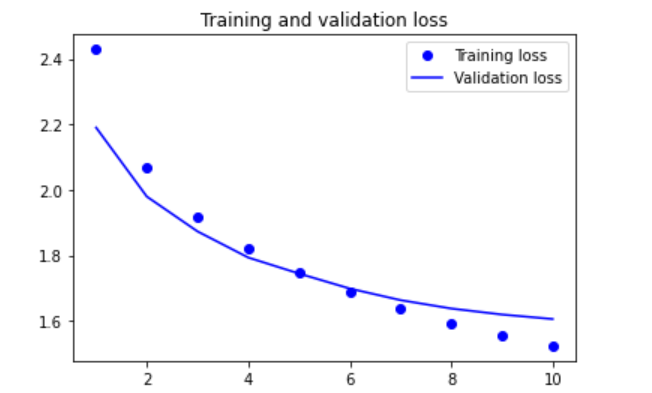 Training and validation loss
Training loss
Validation loss
2.4
2.2
2.0
1.8
1.6
2 4 6 8 10